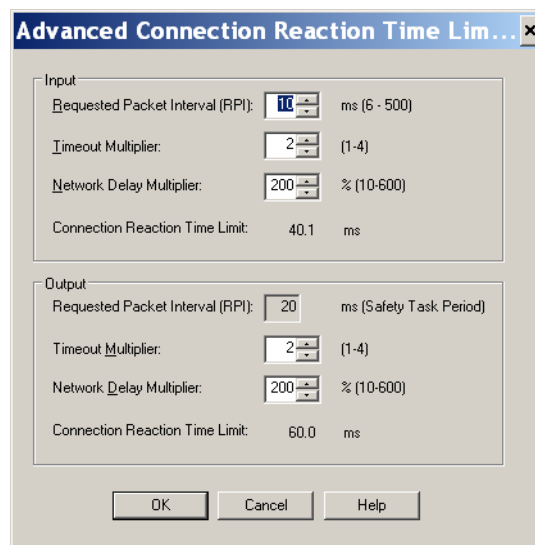 Advanced Connection Reaction Time Lim...
Input
Requested Packet Interval (RPI): 10 ms (6 - 500)
Timeout Multiplier: 2 (1-4)
Network Delay Multiplier: 200 % (10-600)
Connection Reaction Time Limit: 40.1 ms
Output
Requested Packet Interval (RPI): 20 ms (Safety Task Period)
Timeout Multiplier: 2 (1-4)
Network Delay Multiplier: 200 % (10-600)
Connection Reaction Time Limit: 60.0 ms
OK Cancel Help